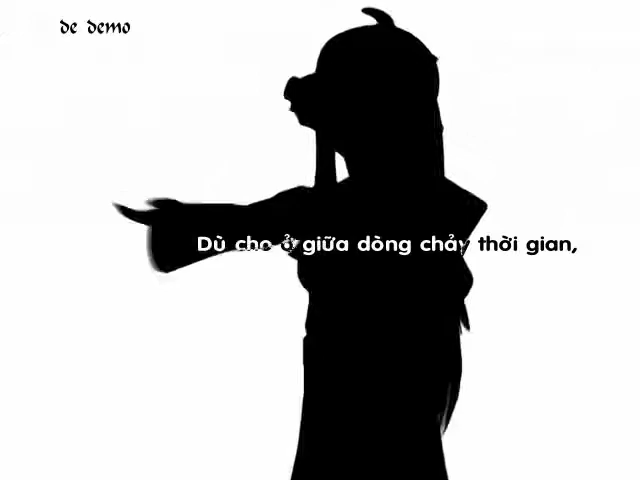 de demo
Dù cho ở giữa dòng chảy thời gian,